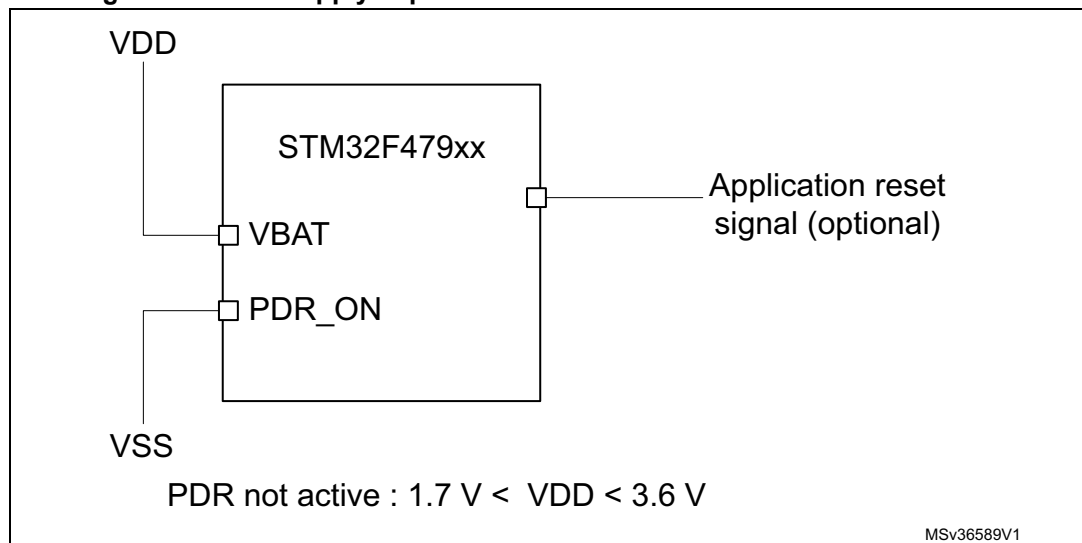 VDD
STM32F479xx
Application reset
signal (optional)
VBAT
PDR_ON
VSS
PDR not active : 1.7 V < VDD < 3.6 V
MSv36589V1